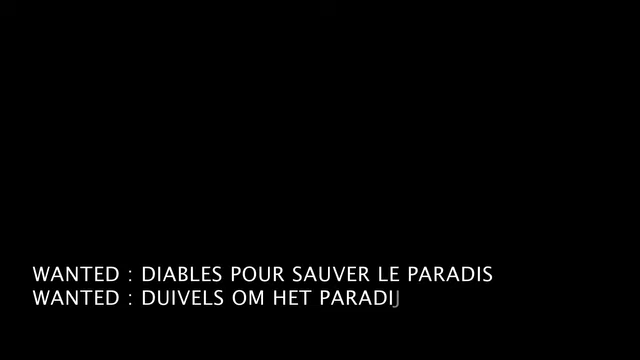 WANTED : DIABLES POUR SAUVER LE PARADIS
WANTED : DUIVELS OM HET PARADIJ